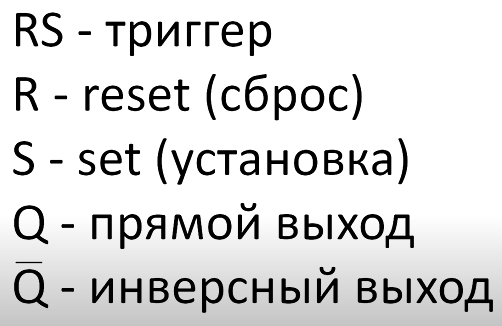 RS - триггер
R - reset (сброс)
S - set (установка)
Q - прямой выход
Q̅ - инверсный выход